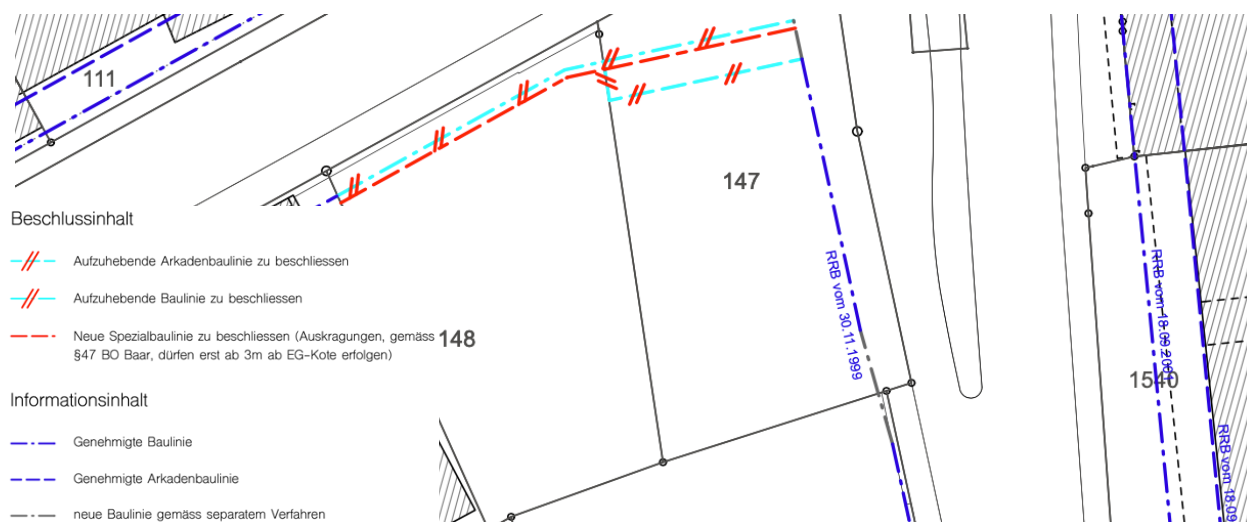 111
147
Beschlussinhalt
Aufzuhebende Arkadenbaulinie zu beschliessen
Aufzuhebende Baulinie zu beschliessen
Neue Spezialbaulinie zu beschliessen (Auskragungen, gemäss
§47 BO Baar, dürfen erst ab 3m ab EG-Kote erfolgen)
148
Informationsinhalt
Genehmigte Baulinie
Genehmigte Arkadenbaulinie
neue Baulinie gemäss separatem Verfahren
RRB vom 30.11.1999
RRB vom 18.09.2001
1540
RRB vom 18.09